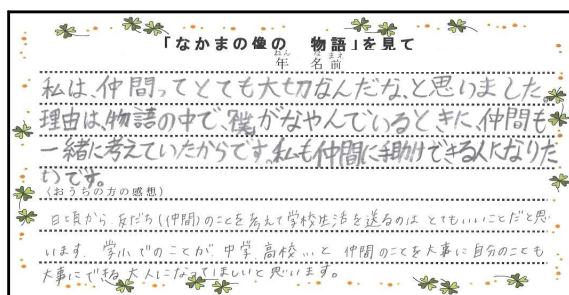 「なかまの像の 物語」を見て
年 名前
ねん なまえ
私は、仲間ってとても大切なんだな、と思いました。
理由は、物語の中で、僕がなやんでいるときに、仲間も、
一緒に考えていたからです。私も仲間に手助けできる人になりた
いです。
(おうちの方の感想)
日頃から 友だち(仲間)のことを考えて学校生活を送るのは とてもいいことだと思
います。 学小でのことが 中学、高校...と 仲間のことを大事に自分のことも
大事にできる 大人になってほしいと思います。